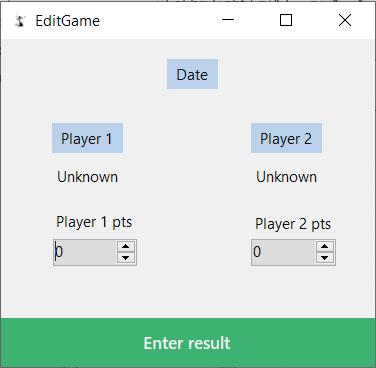 EditGame
Date
Player 1
Player 2
Unknown
Unknown
Player 1 pts
Player 2 pts
0
0
Enter result